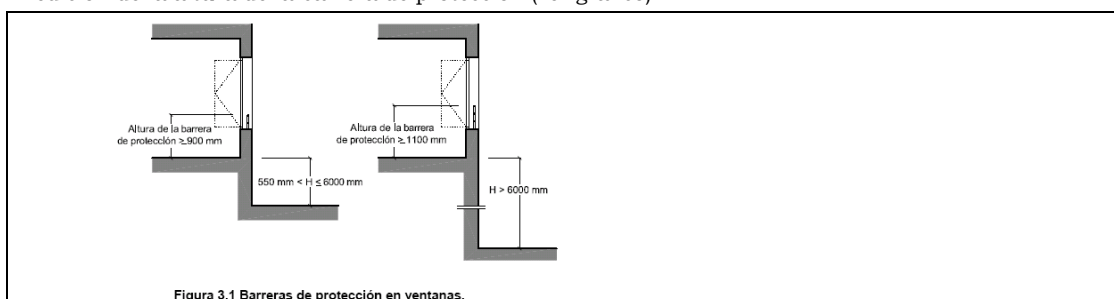 Altura de la barrera
de protección ≥900 mm
550 mm < H ≤ 6000 mm
Altura de la barrera
de protección ≥1100 mm
H > 6000 mm
Figura 3.1 Barreras de protección en ventanas.